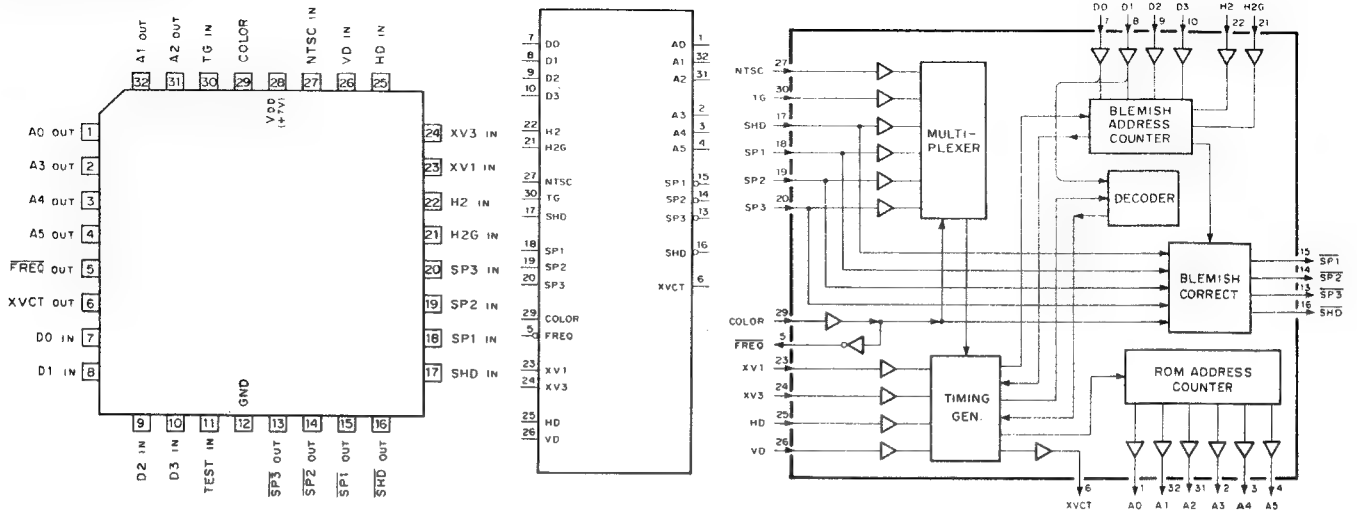 A1 OUT
A2 OUT
TG IN
COLOR
VDD
(+7V)
NTSC IN
VD IN
HD IN
32
31
30
29
28
27
26
25
A0 OUT 1
A3 OUT 2
A4 OUT 3
A5 OUT 4
FREQ OUT 5
XVCT OUT 6
D0 IN 7
D1 IN 8
24 XV3 IN
23 XV1 IN
22 H2 IN
21 H2G IN
20 SP3 IN
19 SP2 IN
18 SP1 IN
17 SHD IN
GND
9
10
11
12
13
14
15
16
D2 IN
D3 IN
TEST IN
SP3 OUT
SP2 OUT
SP1 OUT
SHD OUT
7 D0
8 D1
9 D2
10 D3
22 H2
21 H2G
27 NTSC
30 TG
17 SHD
18 SP1
19 SP2
20 SP3
29 COLOR
5 FREQ
23 XV1
24 XV3
25 HD
26 VD
A0 1
A1 32
A2 31
A3 2
A4 3
A5 4
SP1 15
SP2 14
SP3 13
SHD 16
XVCT 6
D0 D1 D2 D3 H2 H2G
7 8 9 10 22 21
NTSC 27
TG 30
SHD 17
SP1 18
SP2 19
SP3 20
MULTI-
PLEXER
BLEMISH
ADDRESS
COUNTER
DECODER
BLEMISH
CORRECT
15 SP1
14 SP2
13 SP3
16 SHD
COLOR 29
FREQ 5
XV1 23
XV3 24
HD 25
VD 26
TIMING
GEN.
ROM ADDRESS
COUNTER
6 1 32 31 2 3 4
XVCT A0 A1 A2 A3 A4 A5